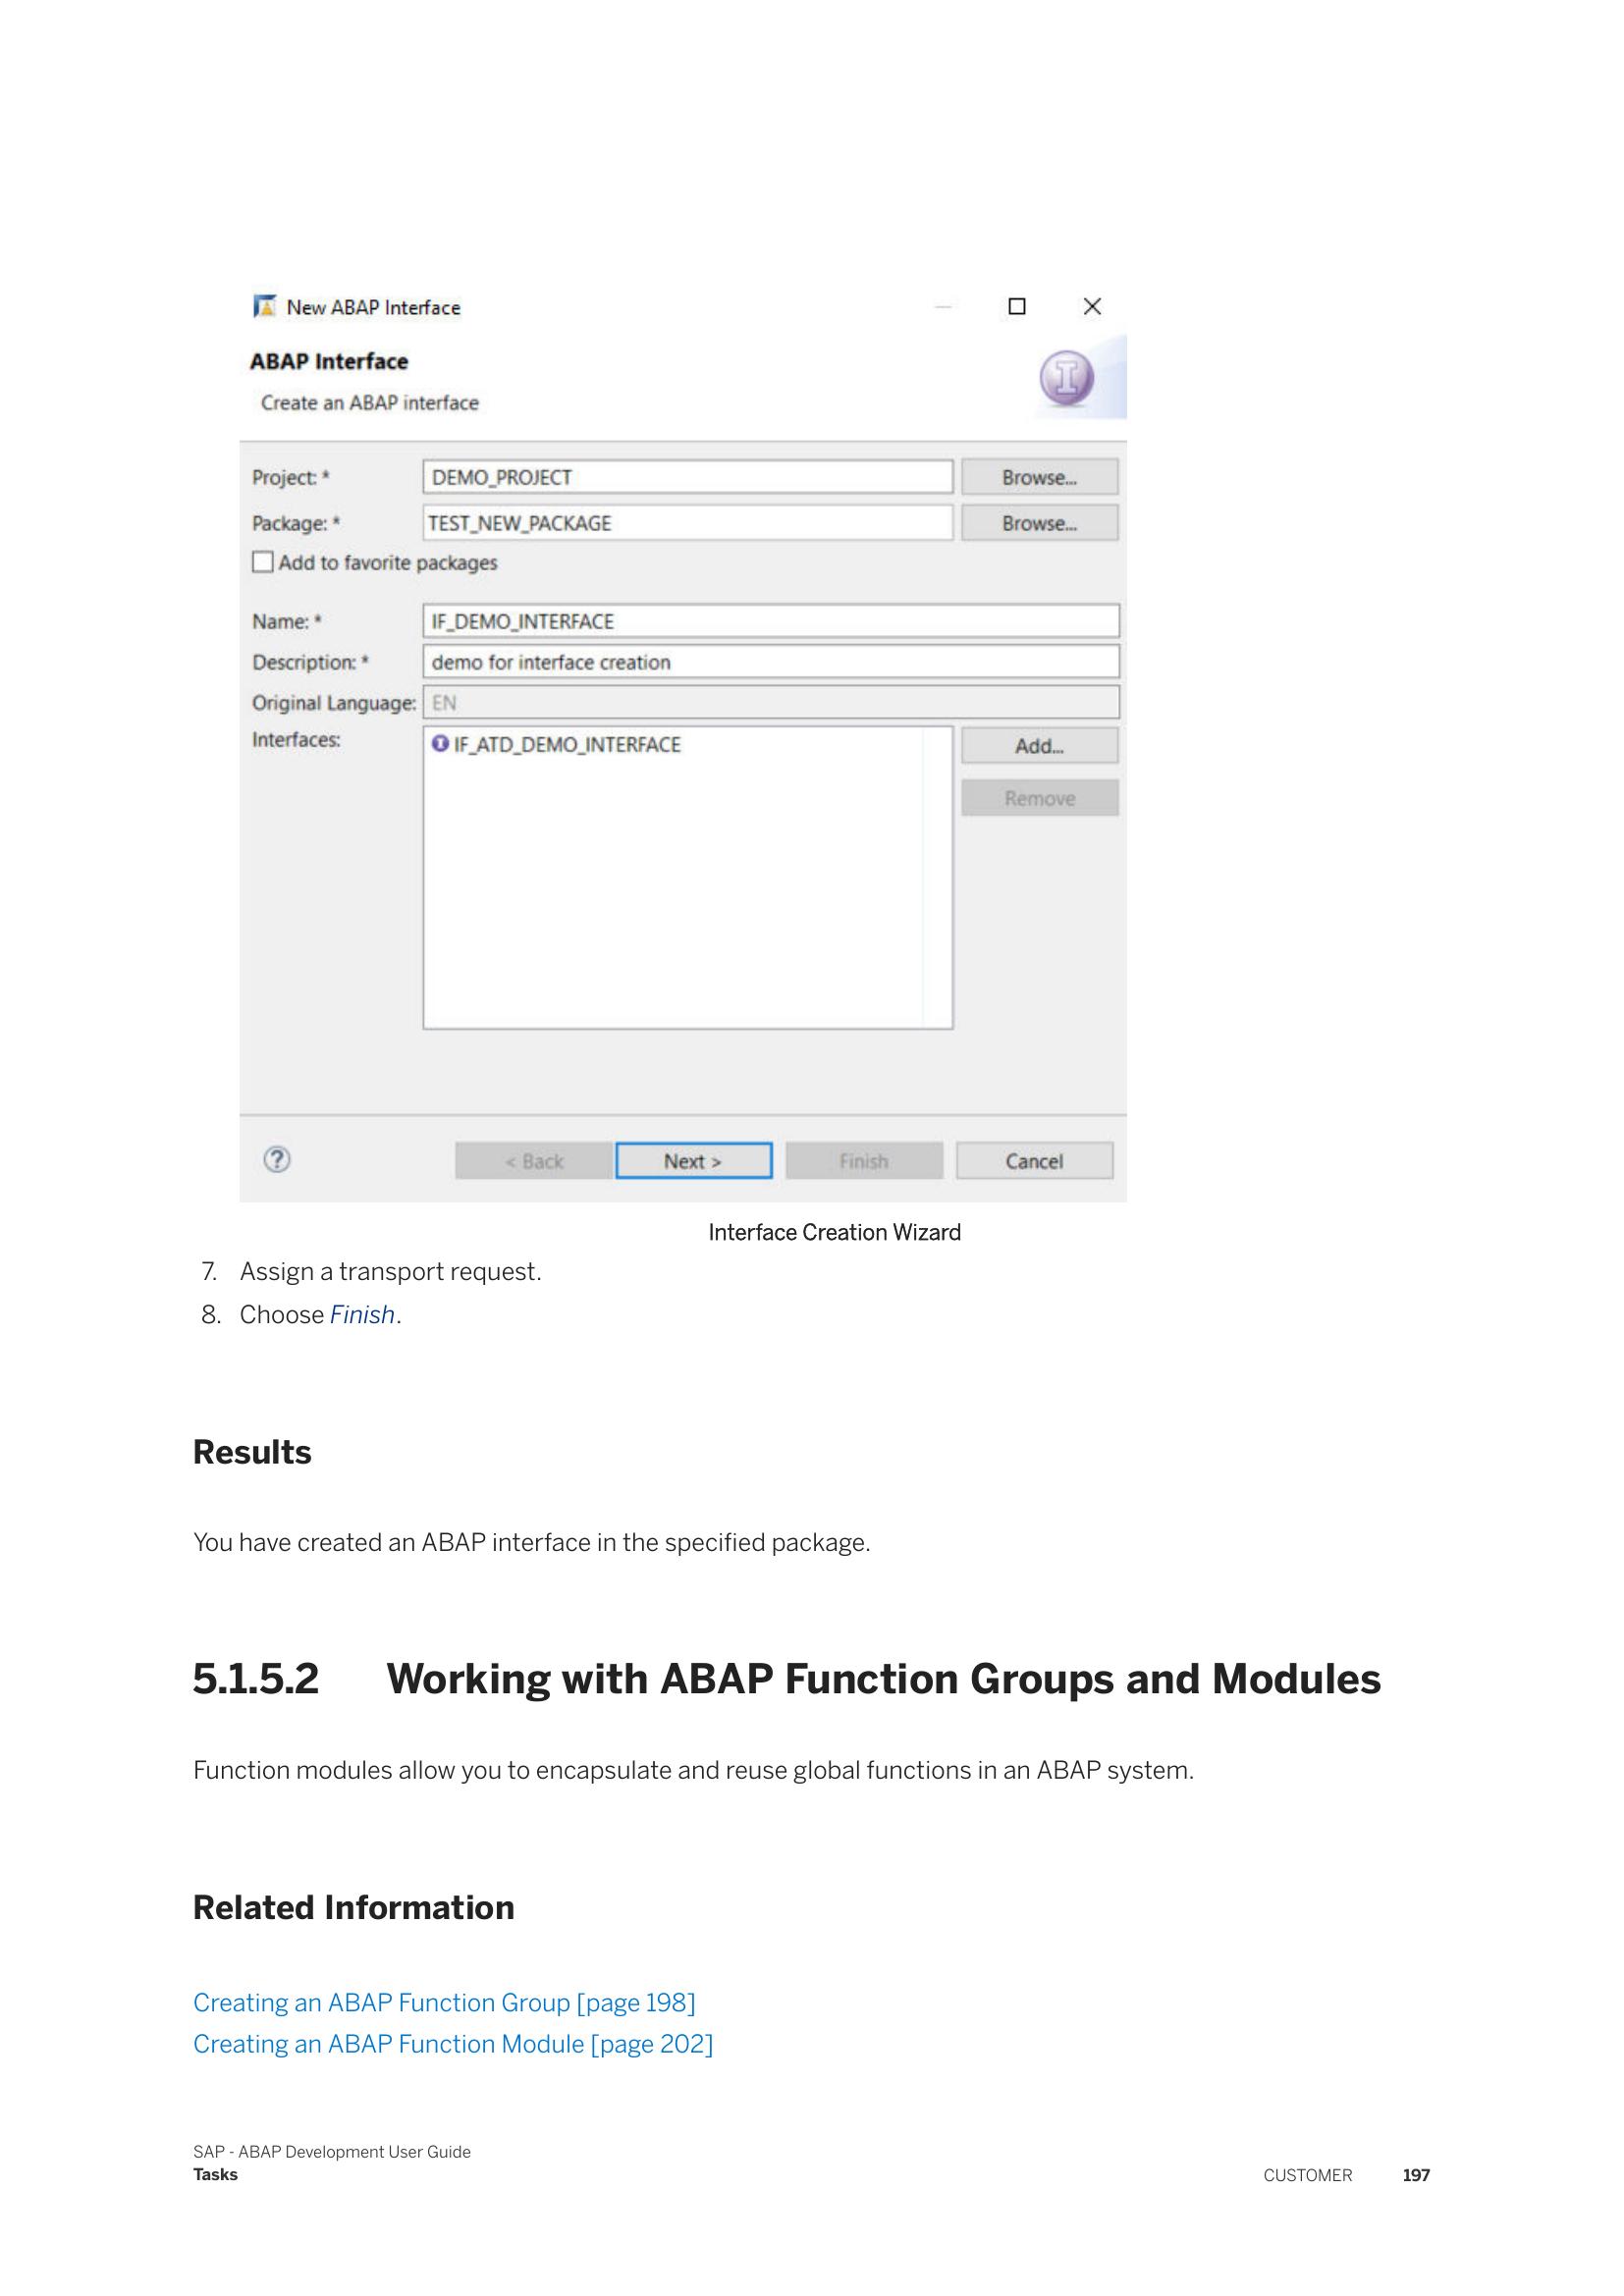 New ABAP Interface
ABAP Interface
Create an ABAP interface
Project: * DEMO_PROJECT Browse...
Package: * TEST_NEW_PACKAGE Browse...
Add to favorite packages
Name: * IF_DEMO_INTERFACE
Description: * demo for interface creation
Original Language: EN
Interfaces: IF_ATD_DEMO_INTERFACE Add...
Remove
< Back Next > Finish Cancel
Interface Creation Wizard
7. Assign a transport request.
8. Choose Finish.
Results
You have created an ABAP interface in the specified package.
5.1.5.2 Working with ABAP Function Groups and Modules
Function modules allow you to encapsulate and reuse global functions in an ABAP system.
Related Information
Creating an ABAP Function Group [page 198]
Creating an ABAP Function Module [page 202]
SAP - ABAP Development User Guide
Tasks CUSTOMER 197